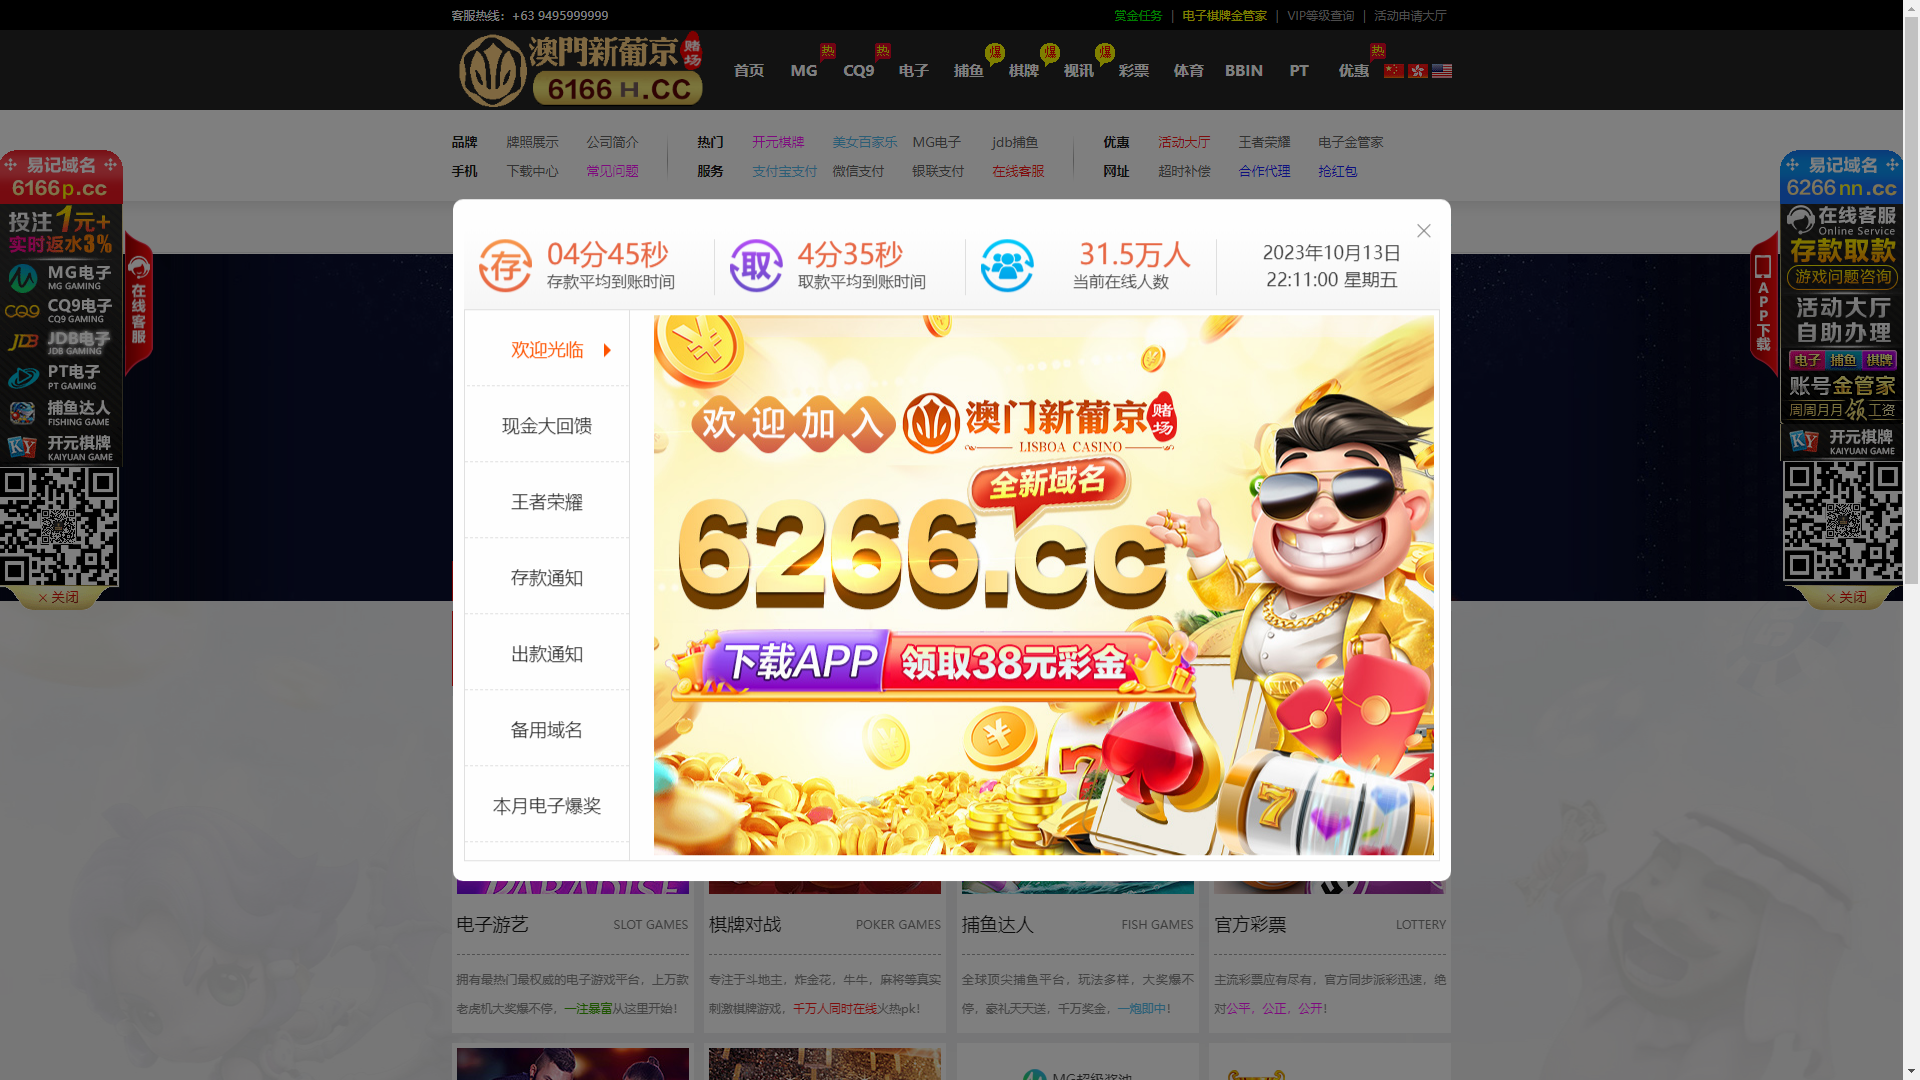 客服热线：+63 9495999999
赏金任务 | 电子棋牌金管家 | VIP等级查询 | 活动申请大厅
澳門新葡京 赌场
6166H.CC
首页 MG 热 CQ9 热 电子 捕鱼 爆 棋牌 爆 视讯 爆 彩票 体育 BBIN PT 优惠 热
品牌 牌照展示 公司简介 热门 开元棋牌 美女百家乐 MG电子 jdb捕鱼 优惠 活动大厅 王者荣耀 电子金管家
手机 下载中心 常见问题 服务 支付宝支付 微信支付 银联支付 在线客服 网址 超时补偿 合作代理 抢红包
易记域名
6166p.cc
投注1元+
实时返水3%
MG电子
MG GAMING
CQ9电子
CQ9 GAMING
JDB电子
JDB GAMING
PT电子
PT GAMING
捕鱼达人
FISHING GAME
开元棋牌
KAIYUAN GAME
×关闭
在线客服
存 04分45秒
存款平均到账时间
取 4分35秒
取款平均到账时间
31.5万人
当前在线人数
2023年10月13日
22:11:00 星期五
欢迎光临
现金大回馈
王者荣耀
存款通知
出款通知
备用域名
本月电子爆奖
欢迎加入 澳门新葡京 赌场
LISBOA CASINO
全新域名
6266.cc
下载APP 领取38元彩金
易记域名
6266nn.cc
在线客服
Online Service
存款取款
游戏问题咨询
活动大厅
自助办理
电子 捕鱼 棋牌
账号金管家
周周月月领工资
开元棋牌
KAIYUAN GAME
×关闭
APP下载
PARADISE
电子游艺 SLOT GAMES
拥有最热门最权威的电子游戏平台，上万款
老虎机大奖爆不停，一注暴富从这里开始！
棋牌对战 POKER GAMES
专注于斗地主，炸金花，牛牛，麻将等真实
刺激棋牌游戏，千万人同时在线火热pk！
捕鱼达人 FISH GAMES
全球顶尖捕鱼平台，玩法多样，大奖爆不
停，豪礼天天送，千万奖金，一炮即中！
官方彩票 LOTTERY
主流彩票应有尽有，官方同步派彩迅速，绝
对公平，公正，公开！
MG超级奖池